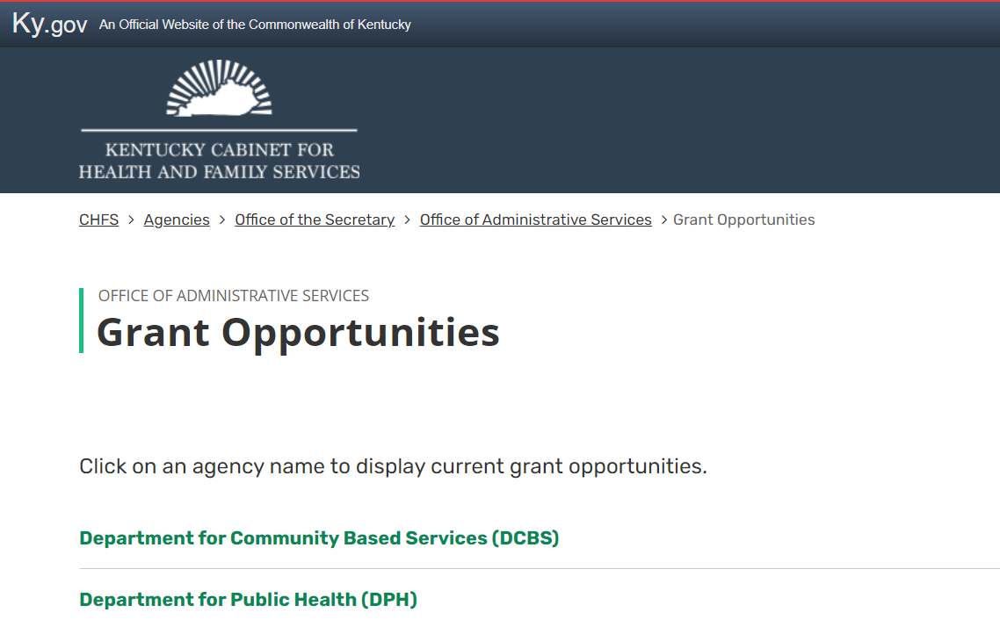 Ky.gov An Official Website of the Commonwealth of Kentucky
KENTUCKY CABINET FOR
HEALTH AND FAMILY SERVICES
CHFS > Agencies > Office of the Secretary > Office of Administrative Services > Grant Opportunities
OFFICE OF ADMINISTRATIVE SERVICES
Grant Opportunities
Click on an agency name to display current grant opportunities.
Department for Community Based Services (DCBS)
Department for Public Health (DPH)